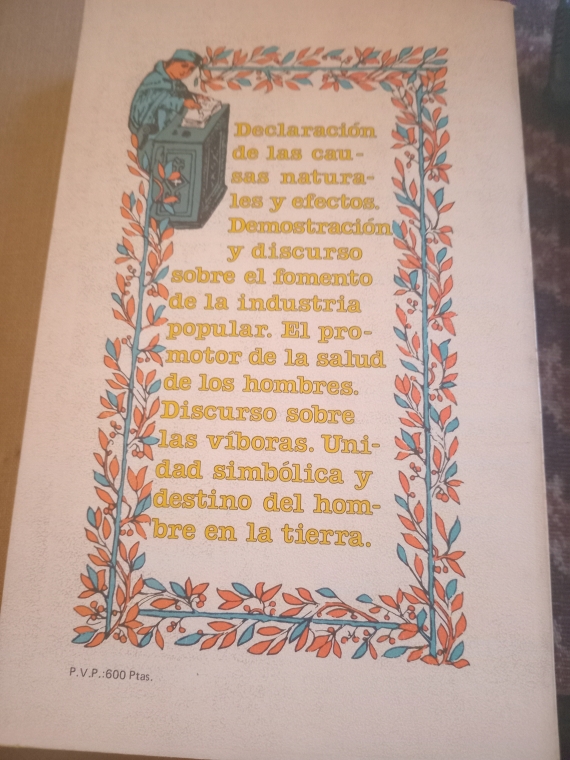 Declaración
de las cau-
sas natura-
les y efectos.
Demostración
y discurso
sobre el fomento
de la industria
popular. El pro-
motor de la salud
de los hombres.
Discurso sobre
las víboras. Uni-
dad simbólica y
destino del hom-
bre en la tierra.
P.V.P.:600 Ptas.